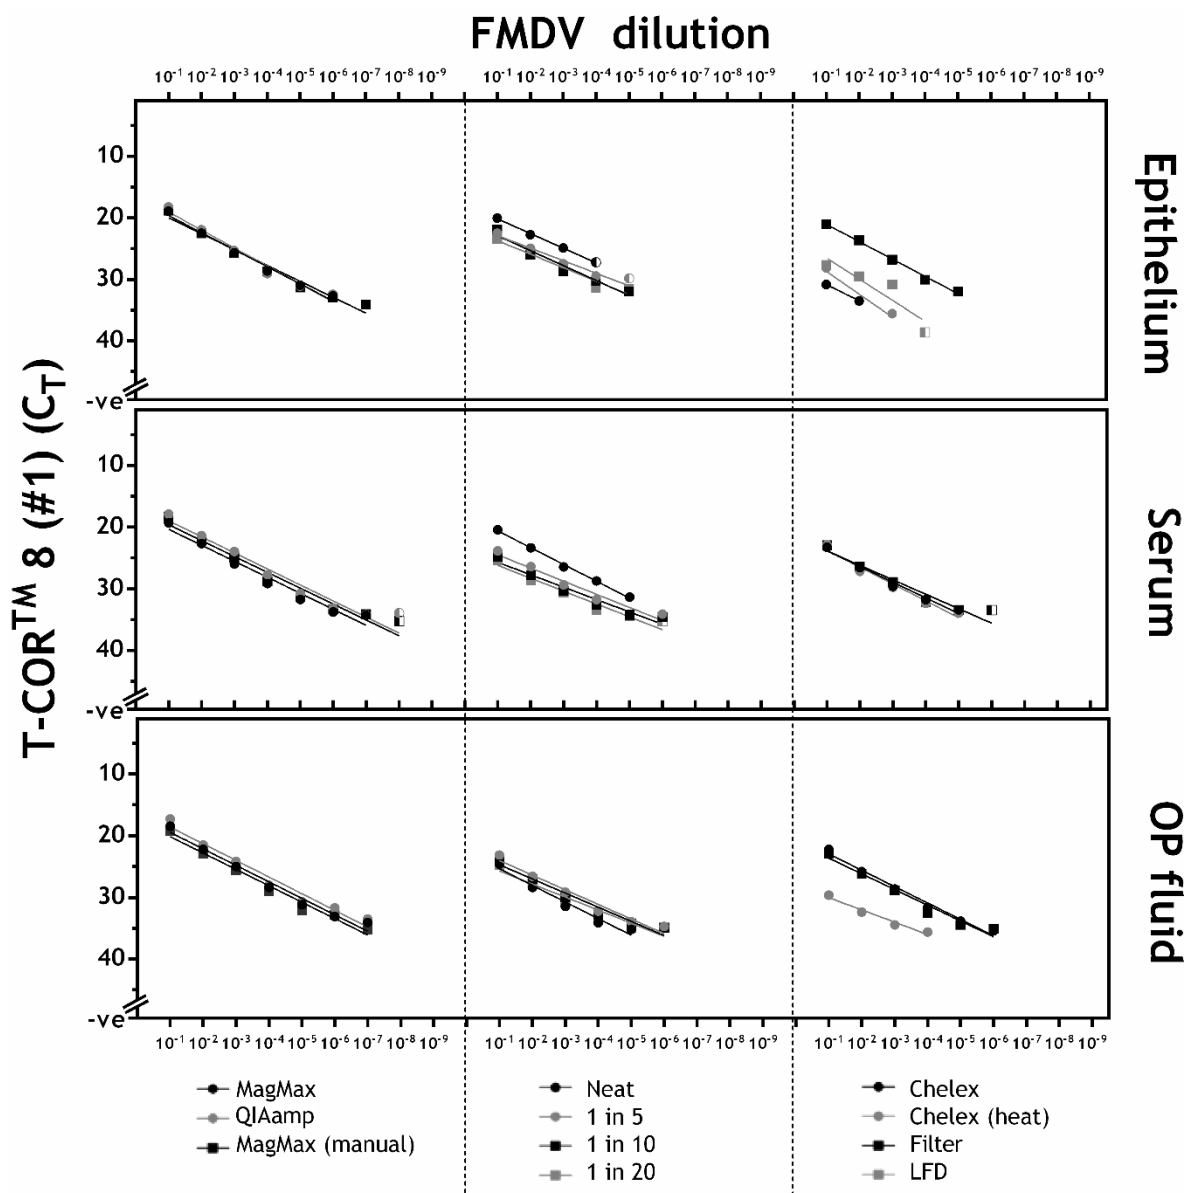 FMDV dilution
10-1 10-2 10-3 10-4 10-5 10-6 10-7 10-8 10-9 10-1 10-2 10-3 10-4 10-5 10-6 10-7 10-8 10-9 10-1 10-2 10-3 10-4 10-5 10-6 10-7 10-8 10-9
T-COR™ 8 (#1) (CT)
10
20
30
40
-ve
Epithelium
10
20
30
40
-ve
Serum
10
20
30
40
-ve
OP fluid
10-1 10-2 10-3 10-4 10-5 10-6 10-7 10-8 10-9 10-1 10-2 10-3 10-4 10-5 10-6 10-7 10-8 10-9 10-1 10-2 10-3 10-4 10-5 10-6 10-7 10-8 10-9
MagMax
QIAamp
MagMax (manual)
Neat
1 in 5
1 in 10
1 in 20
Chelex
Chelex (heat)
Filter
LFD